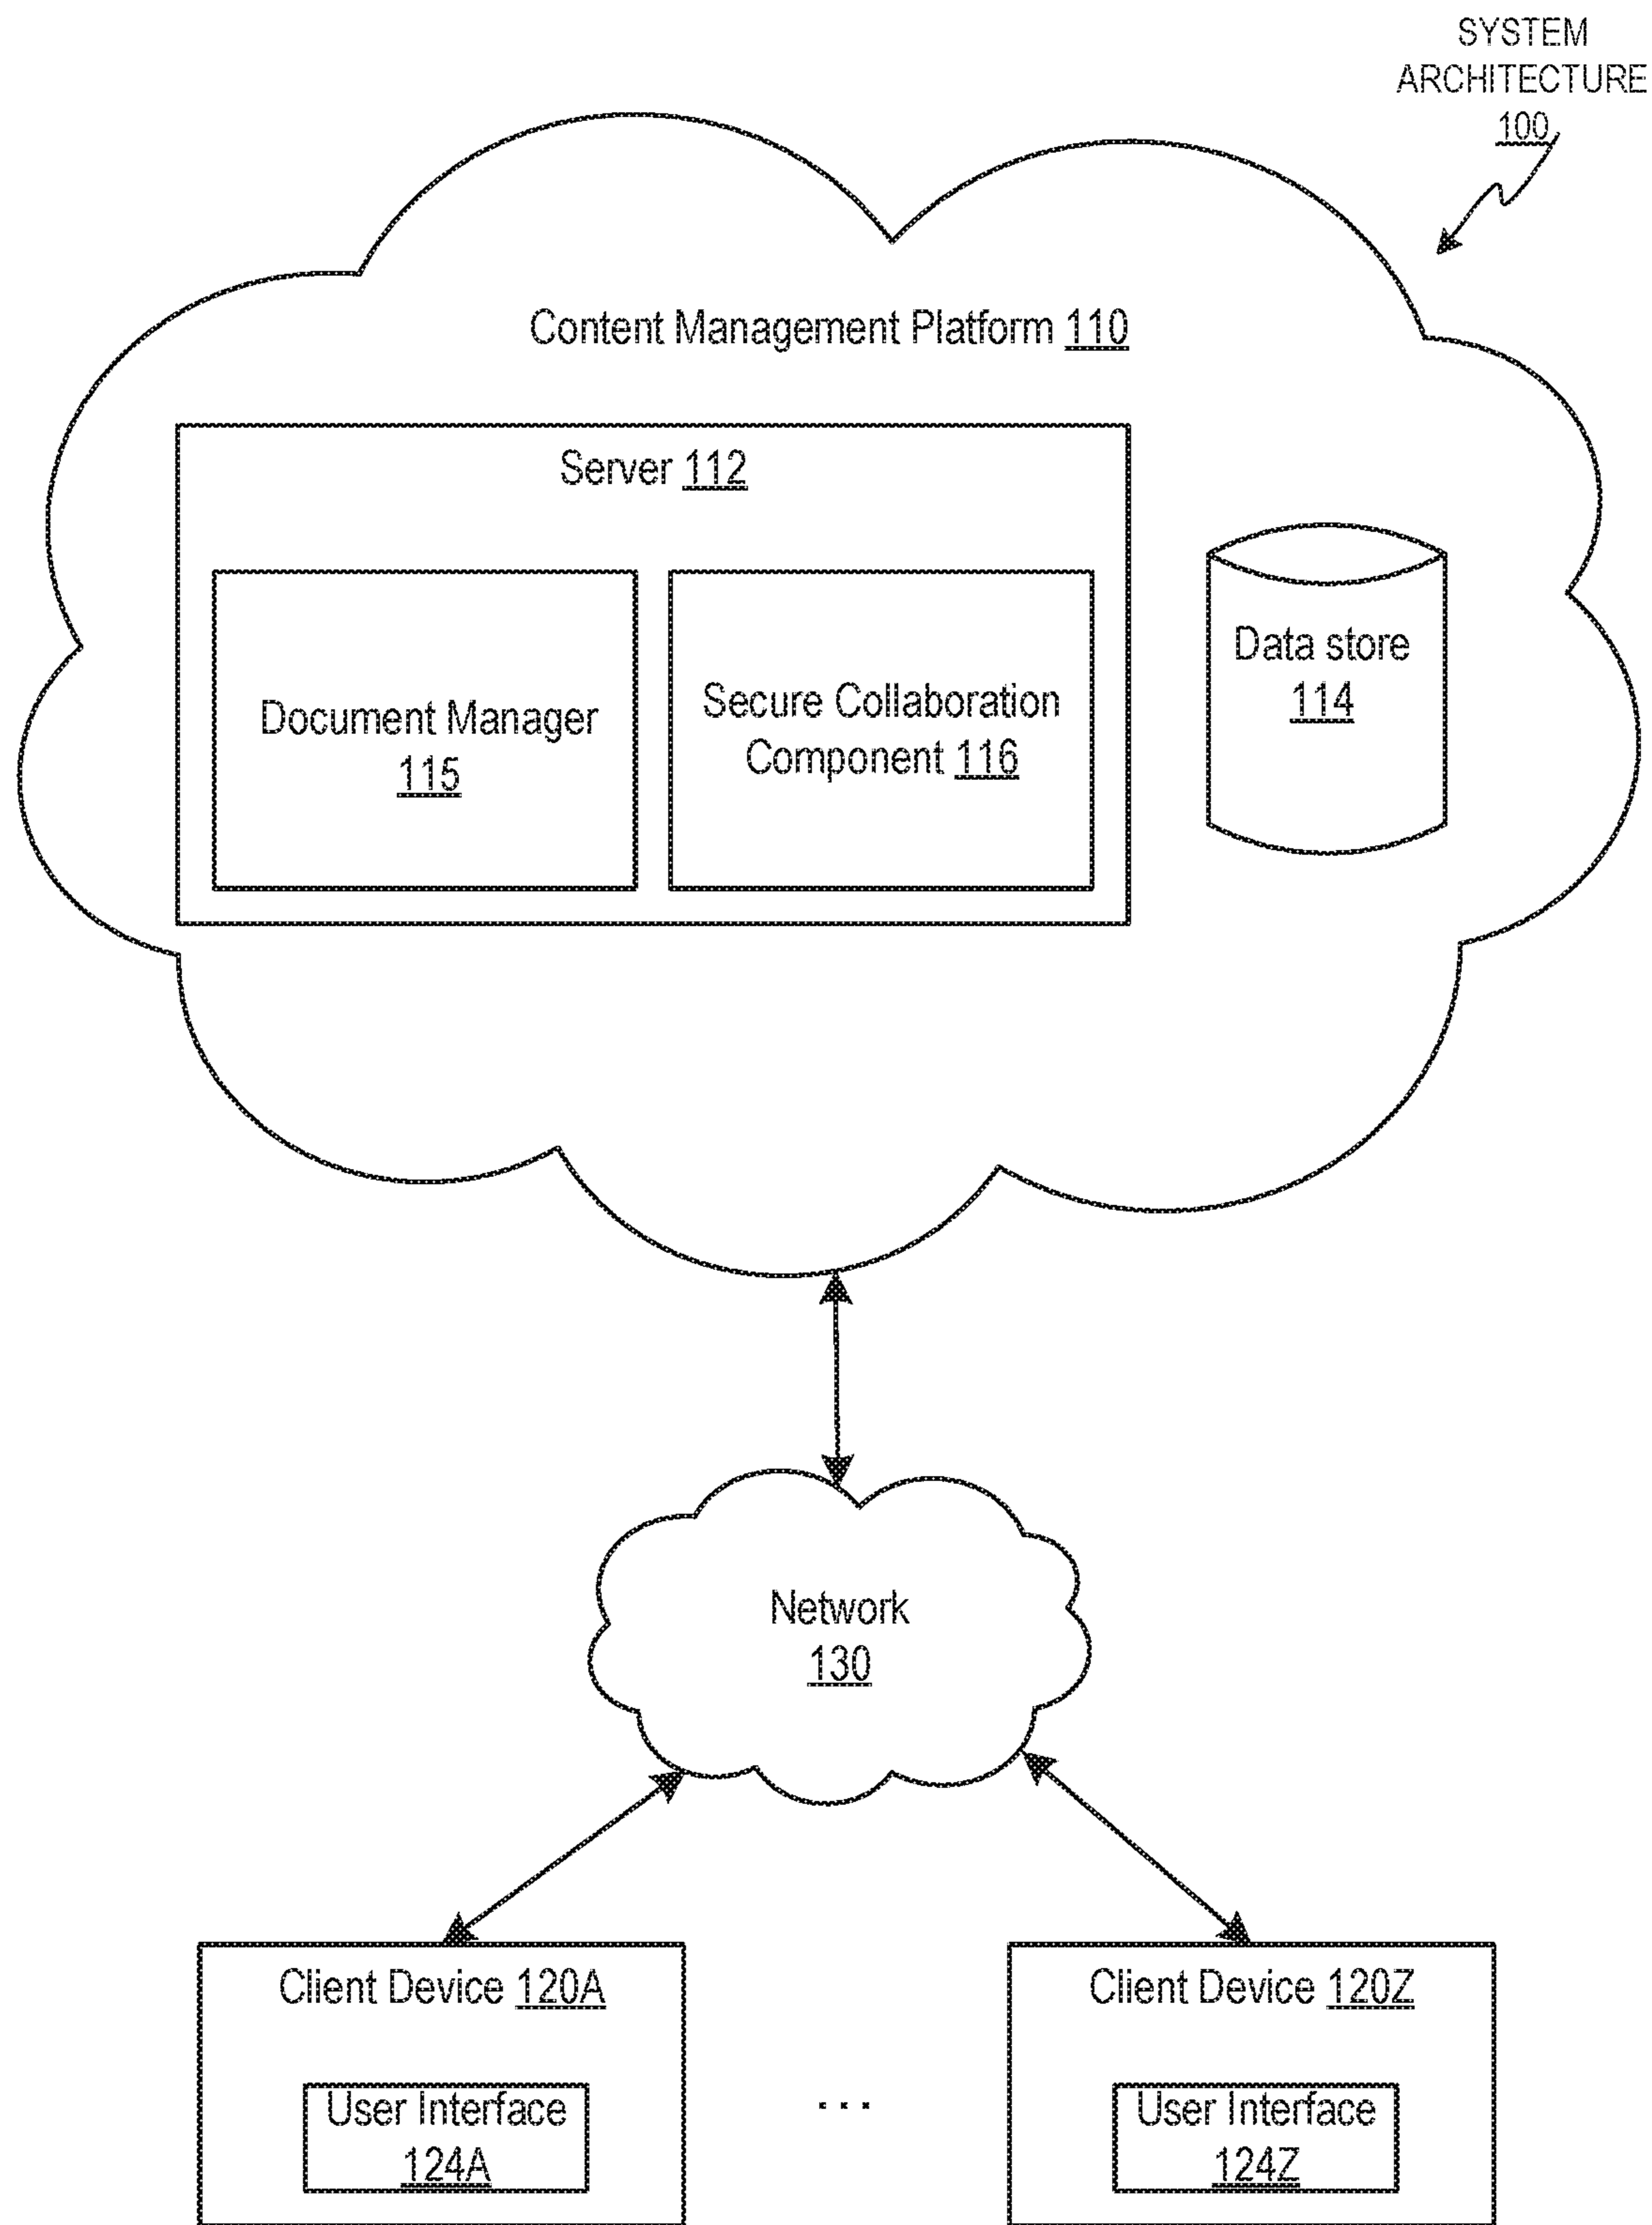 SYSTEM
ARCHITECTURE
100
Content Management Platform 110
Server 112
Document Manager
115
Secure Collaboration
Component 116
Data store
114
Network
130
Client Device 120A
User Interface
124A
...
Client Device 120Z
User Interface
124Z